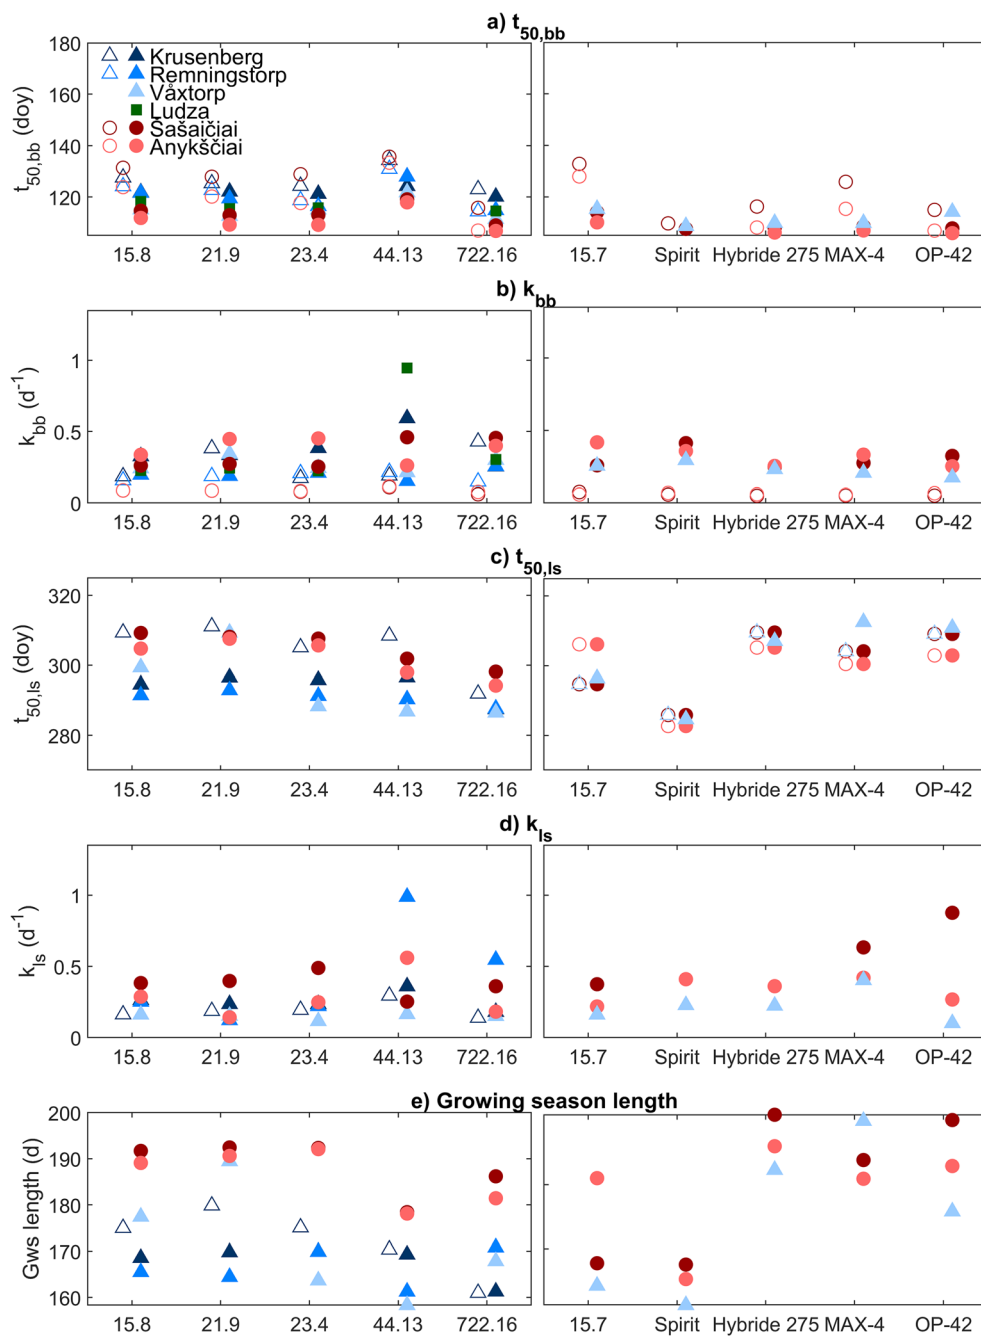 a) t50,bb
180
160
140
120
t50,bb (doy)
Krusenberg
Remningstorp
Våxtorp
Ludza
Šašaičiai
Anykščiai
15.8 21.9 23.4 44.13 722.16
15.7 Spirit Hybride 275 MAX-4 OP-42
b) kbb
1
0.5
0
kbb (d-1)
15.8 21.9 23.4 44.13 722.16
15.7 Spirit Hybride 275 MAX-4 OP-42
c) t50,ls
320
300
280
t50,ls (doy)
15.8 21.9 23.4 44.13 722.16
15.7 Spirit Hybride 275 MAX-4 OP-42
d) kls
1
0.5
0
kls (d-1)
15.8 21.9 23.4 44.13 722.16
15.7 Spirit Hybride 275 MAX-4 OP-42
e) Growing season length
200
190
180
170
160
Gws length (d)
15.8 21.9 23.4 44.13 722.16
15.7 Spirit Hybride 275 MAX-4 OP-42